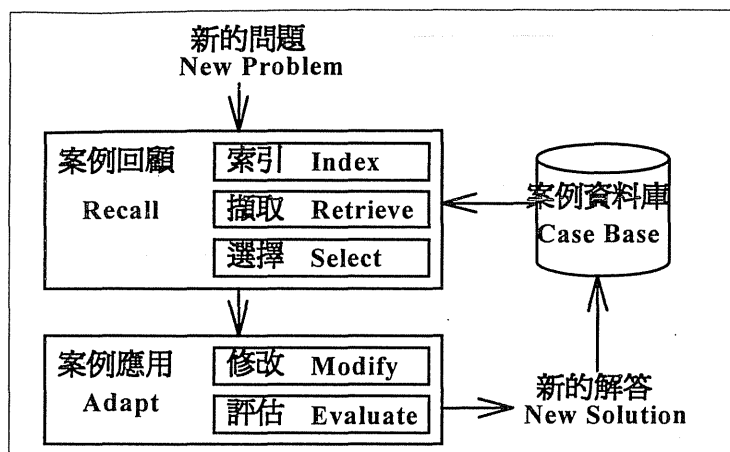 新的問題
New Problem
案例回顧
Recall
索引 Index
擷取 Retrieve
選擇 Select
案例資料庫
Case Base
案例應用
Adapt
修改 Modify
評估 Evaluate
新的解答
New Solution